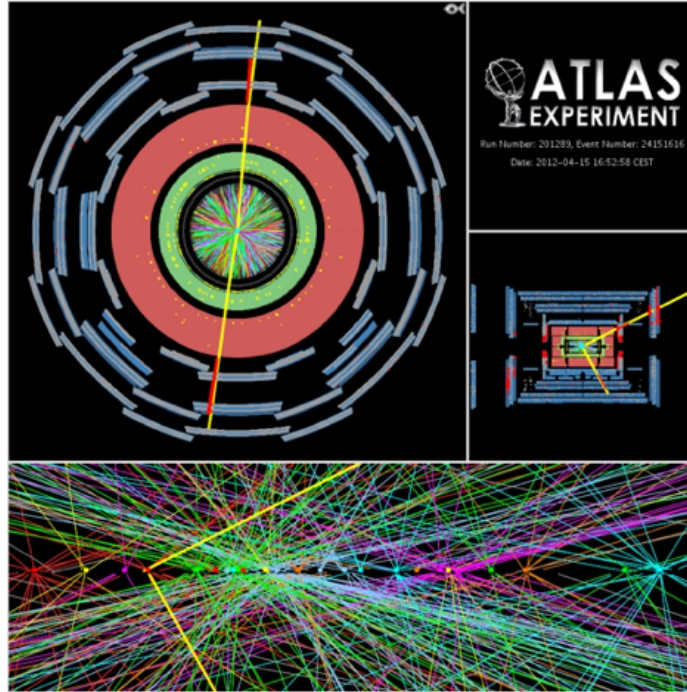 ATLAS
EXPERIMENT
Run Number: 201289, Event Number: 24151616
Date: 2012-04-15 16:52:58 CEST